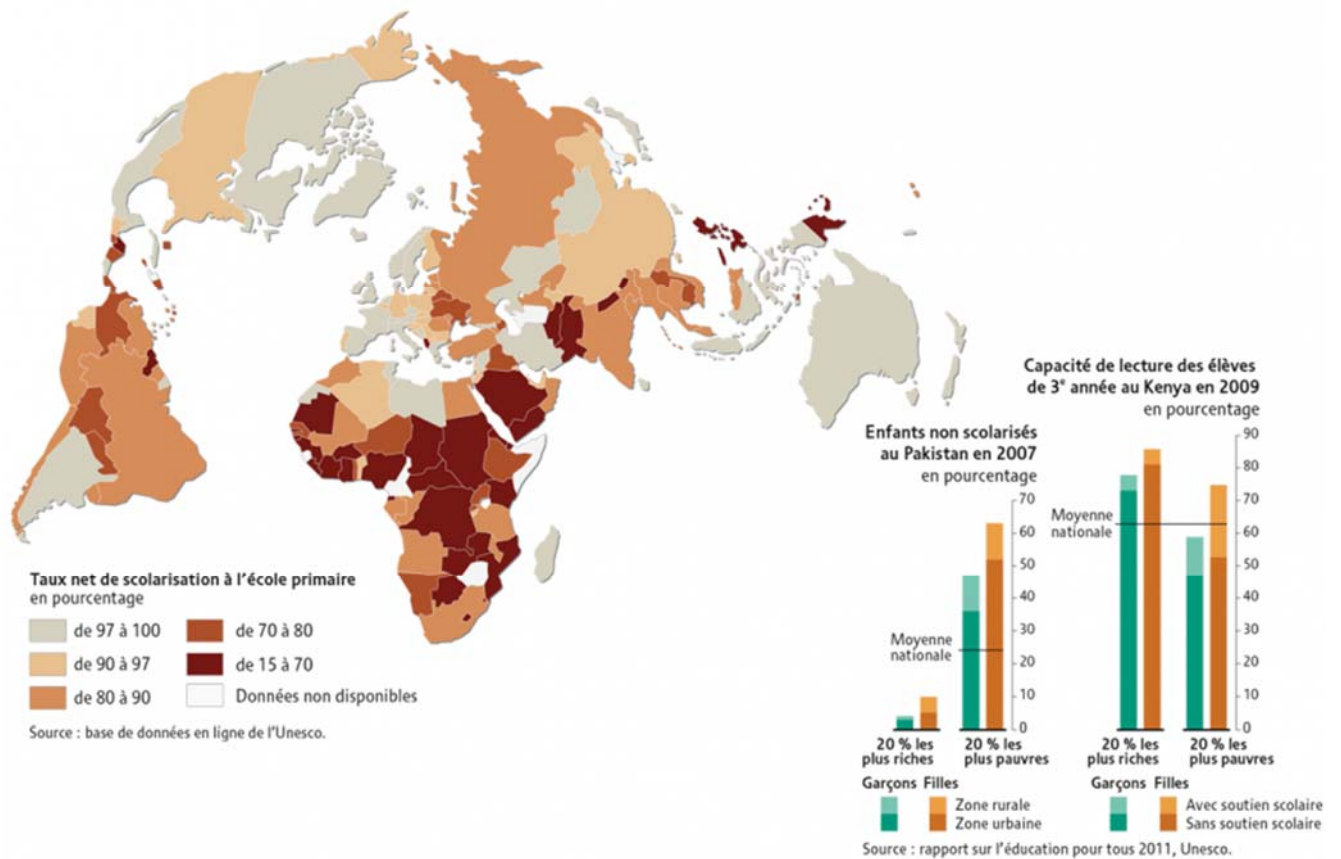 Taux net de scolarisation à l'école primaire
en pourcentage
de 97 à 100
de 90 à 97
de 80 à 90
de 70 à 80
de 15 à 70
Données non disponibles
Source : base de données en ligne de l'Unesco.
Enfants non scolarisés
au Pakistan en 2007
en pourcentage
70
60
50
40
30
20
10
0
Moyenne
nationale
20 % les
plus riches
20 % les
plus pauvres
Garçons Filles
Zone rurale
Zone urbaine
Capacité de lecture des élèves
de 3e année au Kenya en 2009
en pourcentage
90
80
70
60
50
40
30
20
10
0
Moyenne
nationale
20 % les
plus riches
20 % les
plus pauvres
Garçons Filles
Avec soutien scolaire
Sans soutien scolaire
Source : rapport sur l'éducation pour tous 2011, Unesco.